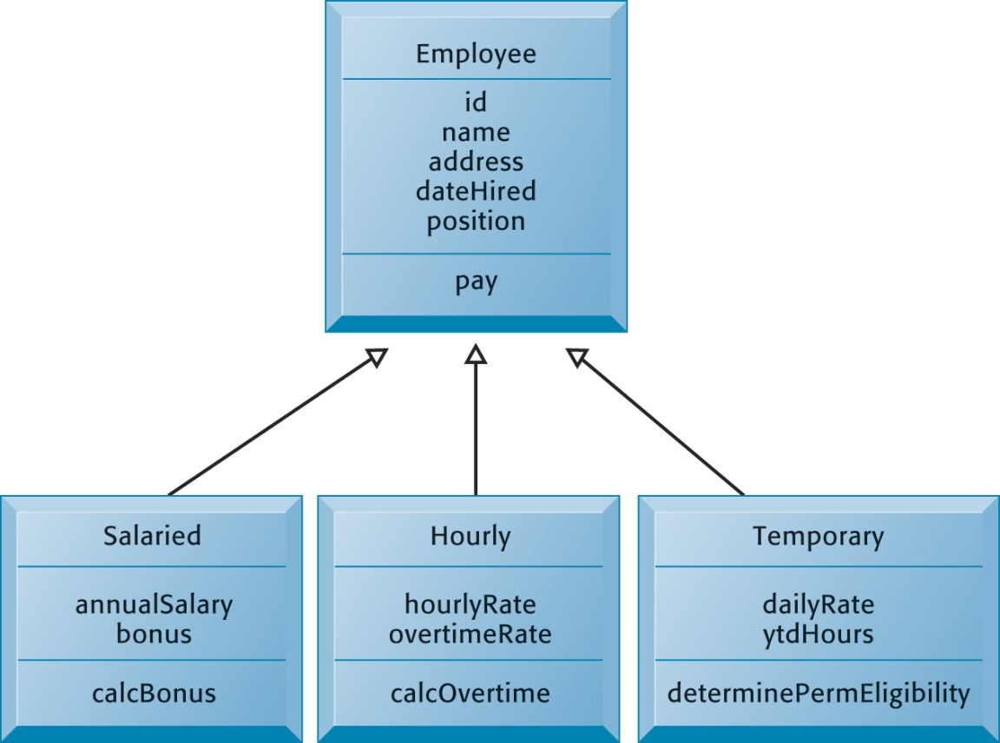 Employee
id
name
address
dateHired
position
pay
Salaried
annualSalary
bonus
calcBonus
Hourly
hourlyRate
overtimeRate
calcOvertime
Temporary
dailyRate
ytdHours
determinePermEligibility